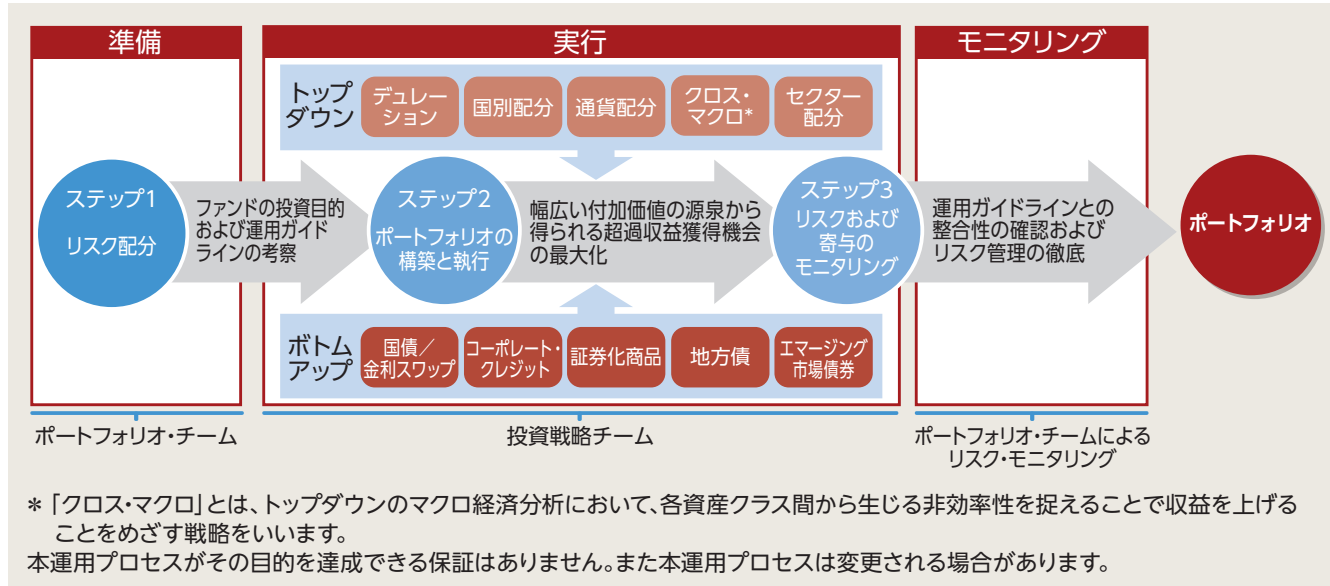 準備
実行
モニタリング
トップ
ダウン
デュレー
ション
国別配分
通貨配分
クロス・
マクロ*
セクター
配分
ステップ1
リスク配分
ファンドの投資目的
および運用ガイド
ラインの考察
ステップ2
ポートフォリオの
構築と執行
幅広い付加価値の源泉から
得られる超過収益獲得機会
の最大化
ステップ3
リスクおよび
寄与の
モニタリング
運用ガイドラインとの
整合性の確認および
リスク管理の徹底
ポートフォリオ
ボトム
アップ
国債／
金利スワップ
コーポレート・
クレジット
証券化商品
地方債
エマージング
市場債券
ポートフォリオ・チーム
投資戦略チーム
ポートフォリオ・チームによる
リスク・モニタリング
＊「クロス・マクロ」とは、トップダウンのマクロ経済分析において、各資産クラス間から生じる非効率性を捉えることで収益を上げる
ことをめざす戦略をいいます。
本運用プロセスがその目的を達成できる保証はありません。また本運用プロセスは変更される場合があります。